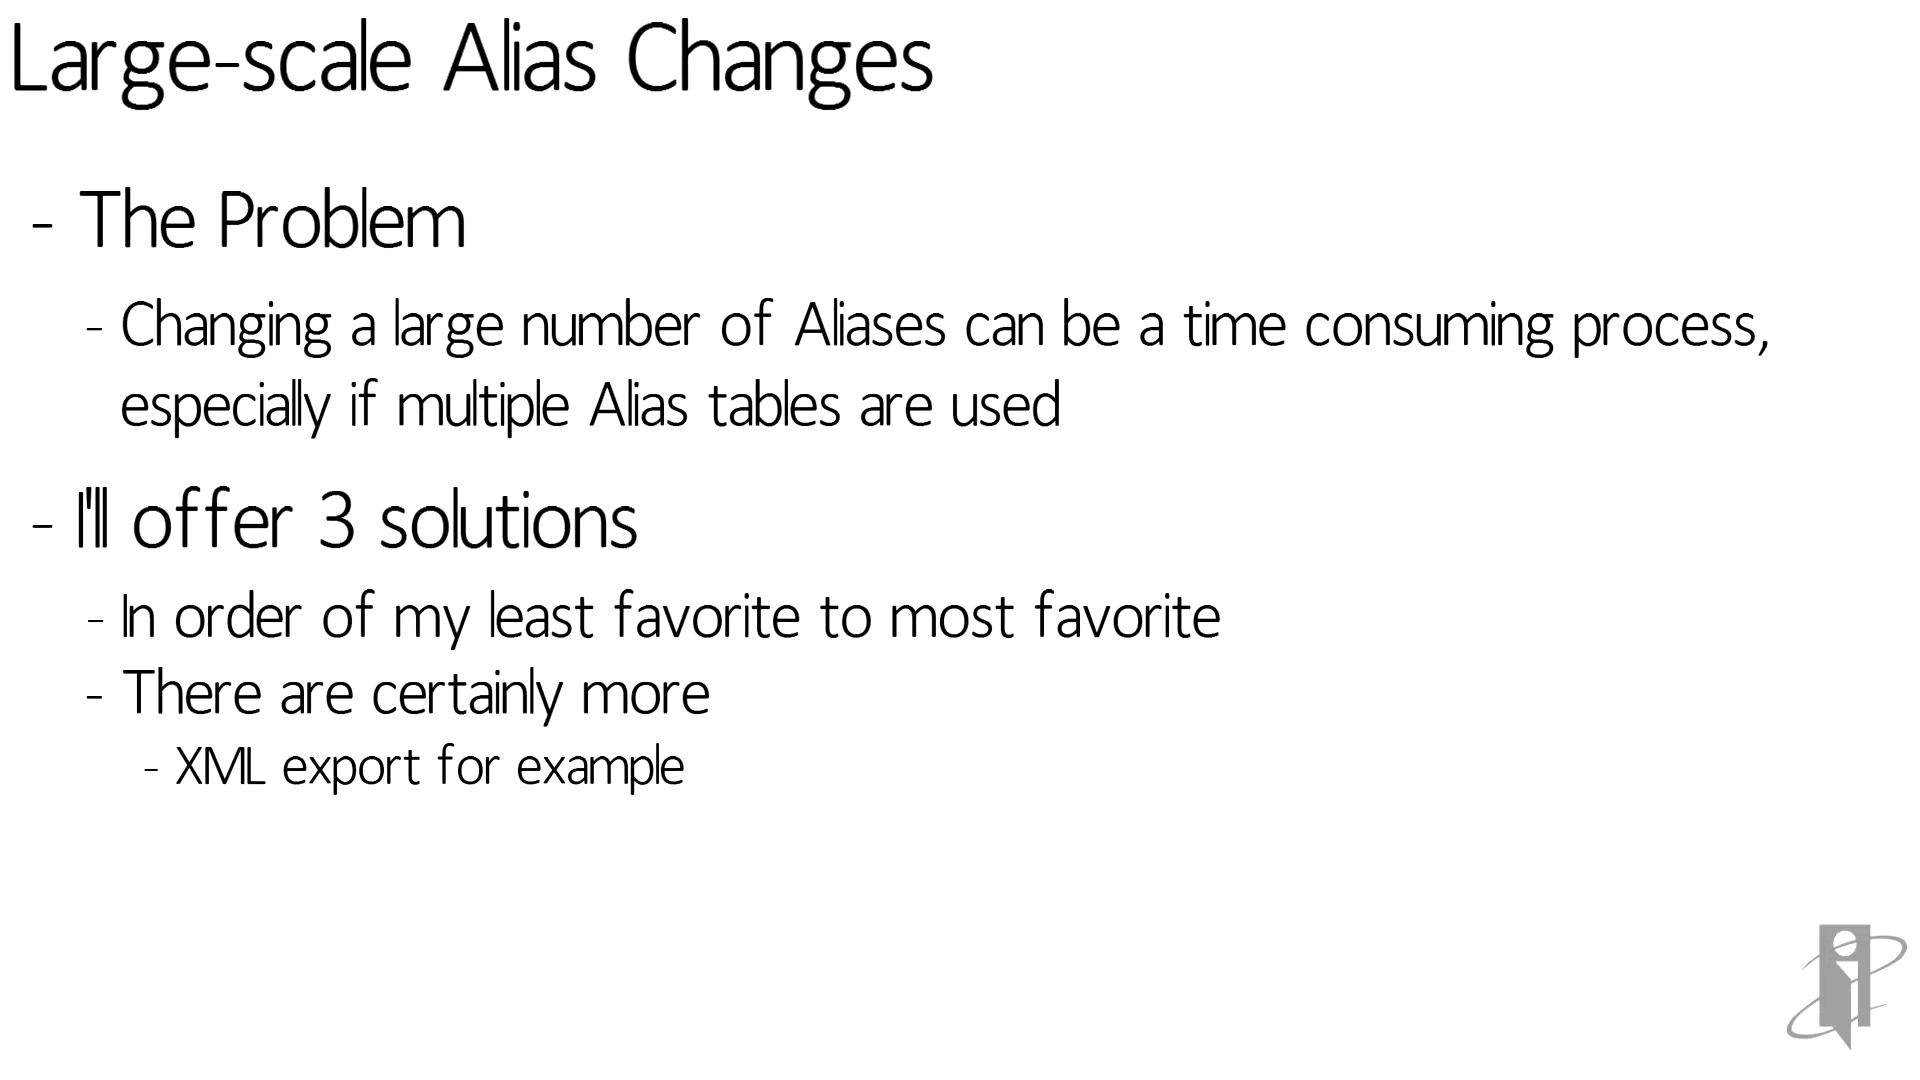 Large-scale Alias Changes
- The Problem
- Changing a large number of Aliases can be a time consuming process,
especially if multiple Alias tables are used
- I'll offer 3 solutions
- In order of my least favorite to most favorite
- There are certainly more
- XML export for example